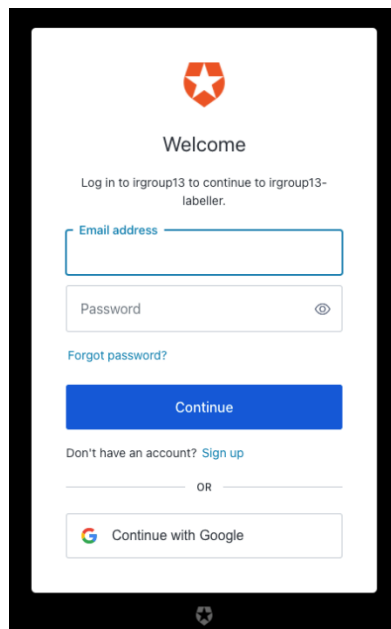 Welcome
Log in to irgroup13 to continue to irgroup13-
labeller.
Email address
Password
Forgot password?
Continue
Don't have an account? Sign up
OR
Continue with Google